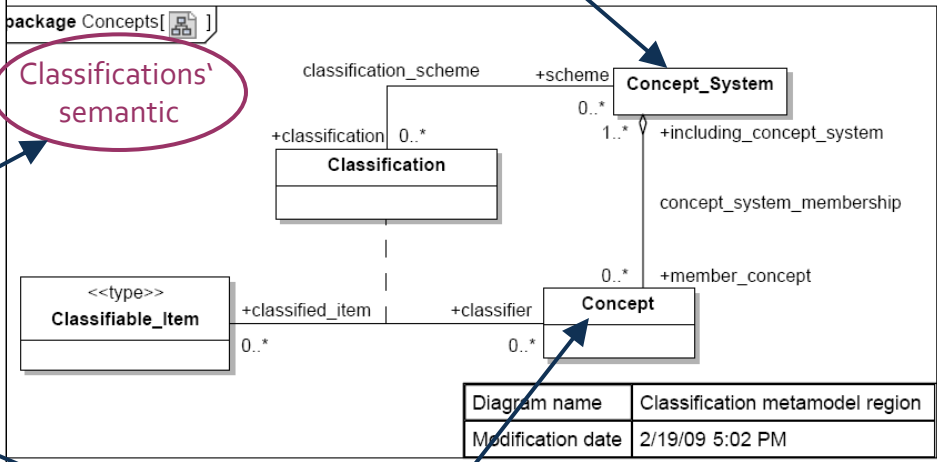 package Concepts[ ]
Classifications'
semantic
classification_scheme
+scheme
0..*
Concept_System
1..*
+including_concept_system
+classification
0..*
Classification
concept_system_membership
0..*
+member_concept
<<type>>
Classifiable_Item
+classified_item
0..*
+classifier
0..*
Concept
Diagram name Classification metamodel region
Modification date 2/19/09 5:02 PM